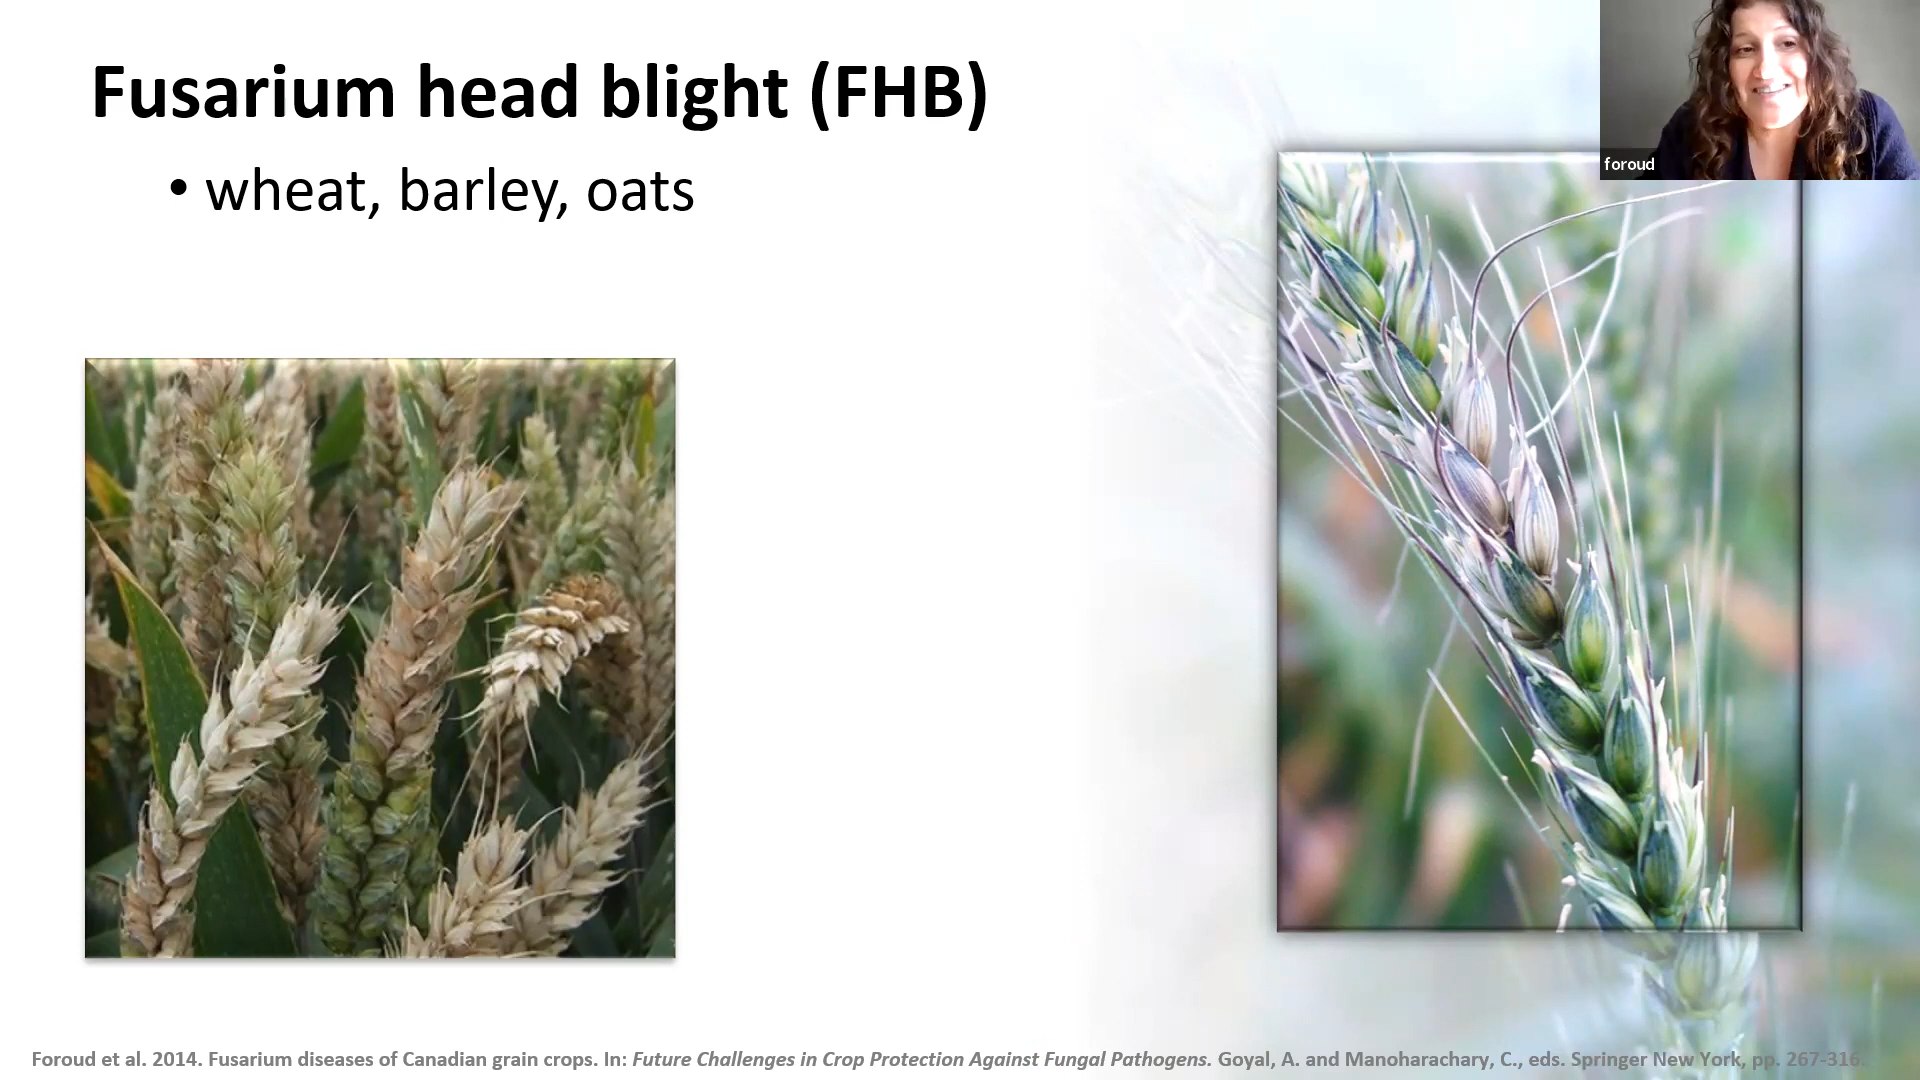 Fusarium head blight (FHB)
• wheat, barley, oats
foroud
Foroud et al. 2014. Fusarium diseases of Canadian grain crops. In: Future Challenges in Crop Protection Against Fungal Pathogens. Goyal, A. and Manoharachary, C., eds. Springer New York, pp. 267-316.